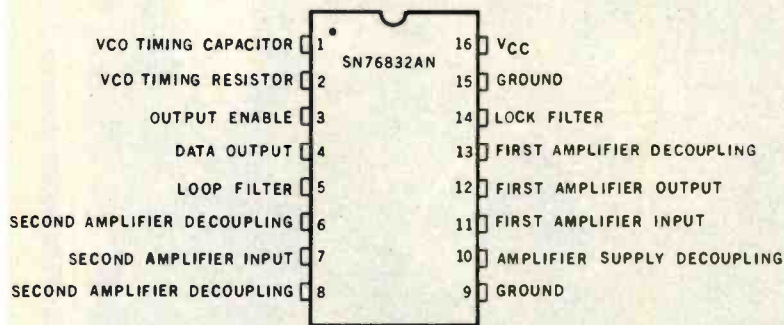 SN76832AN
VCO TIMING CAPACITOR 1
VCO TIMING RESISTOR 2
OUTPUT ENABLE 3
DATA OUTPUT 4
LOOP FILTER 5
SECOND AMPLIFIER DECOUPLING 6
SECOND AMPLIFIER INPUT 7
SECOND AMPLIFIER DECOUPLING 8
16 VCC
15 GROUND
14 LOCK FILTER
13 FIRST AMPLIFIER DECOUPLING
12 FIRST AMPLIFIER OUTPUT
11 FIRST AMPLIFIER INPUT
10 AMPLIFIER SUPPLY DECOUPLING
9 GROUND